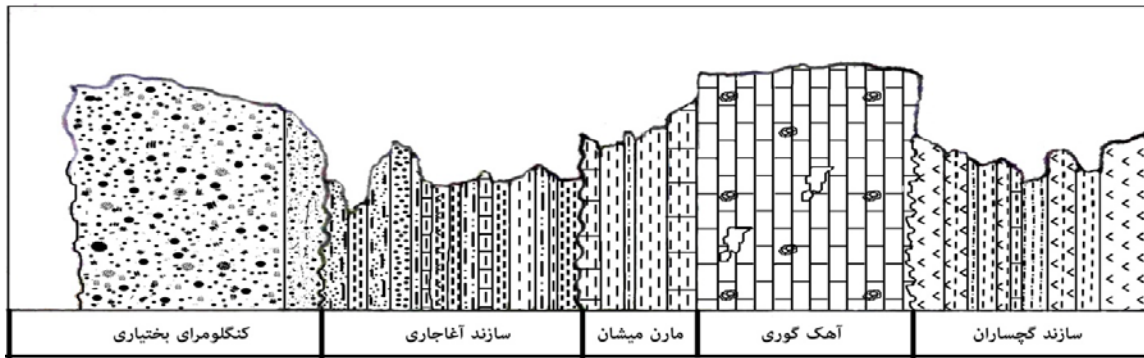 سازند گچساران
آهک گوری
مارن میشان
سازند آغاجاری
کنگلومرای بختیاری